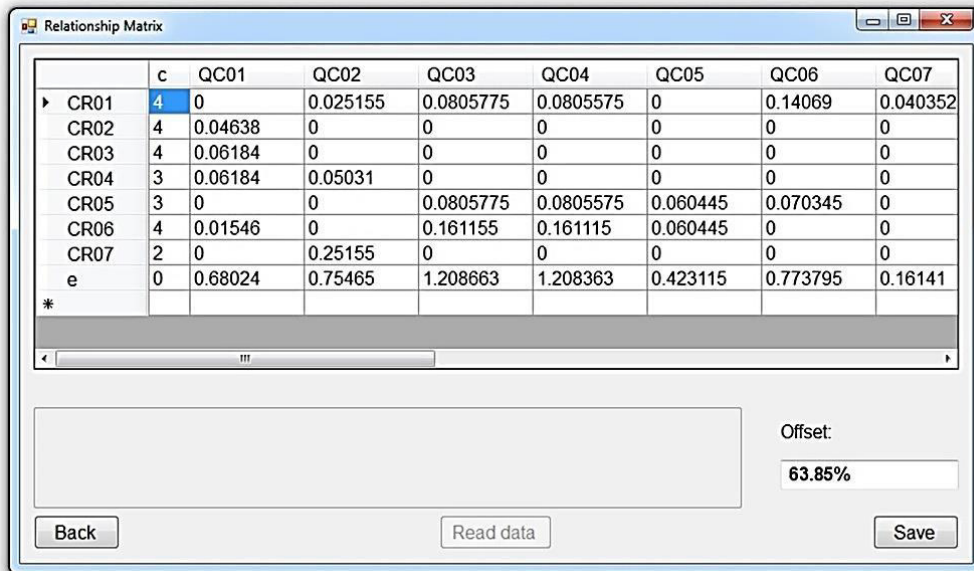 Relationship Matrix
c QC01 QC02 QC03 QC04 QC05 QC06 QC07
CR01 4 0 0.025155 0.0805775 0.0805575 0 0.14069 0.040352
CR02 4 0.04638 0 0 0 0 0 0
CR03 4 0.06184 0 0 0 0 0 0
CR04 3 0.06184 0.05031 0 0 0 0 0
CR05 3 0 0 0.0805775 0.0805575 0.060445 0.070345 0
CR06 4 0.01546 0 0.161155 0.161115 0.060445 0 0
CR07 2 0 0.25155 0 0 0 0 0
e 0 0.68024 0.75465 1.208663 1.208363 0.423115 0.773795 0.16141
*
Offset:
63.85%
Back Read data Save